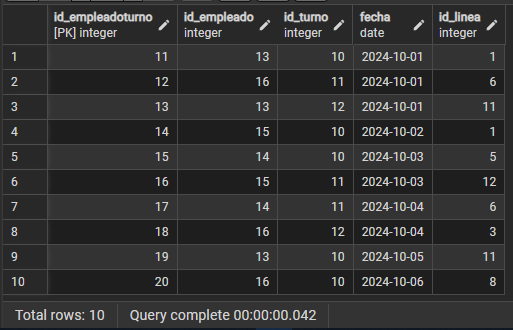 id_empleadoturno id_empleado id_turno fecha id_linea
[PK] integer integer integer date integer
1 11 13 10 2024-10-01 1
2 12 16 11 2024-10-01 6
3 13 13 12 2024-10-01 11
4 14 15 10 2024-10-02 1
5 15 14 10 2024-10-03 5
6 16 15 11 2024-10-03 12
7 17 14 11 2024-10-04 6
8 18 16 12 2024-10-04 3
9 19 13 10 2024-10-05 11
10 20 16 10 2024-10-06 8
Total rows: 10 Query complete 00:00:00.042